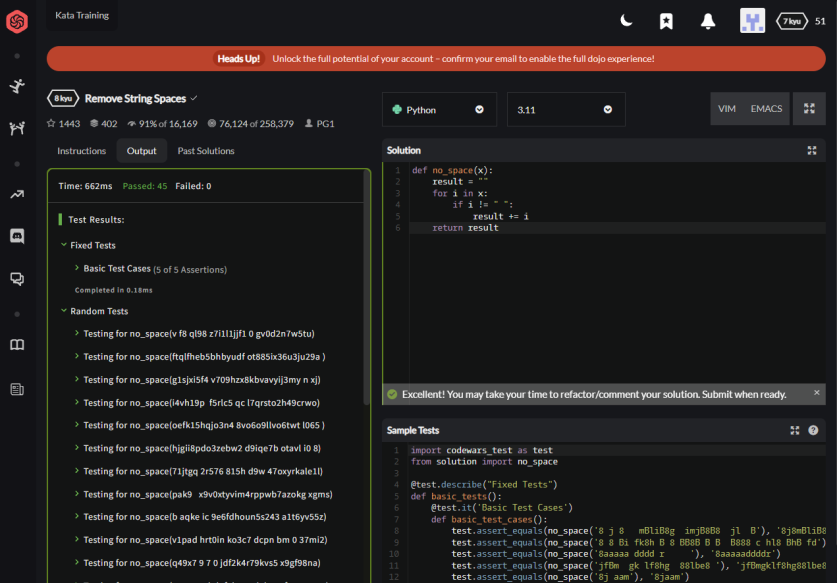 Kata Training
7 kyu 51
Heads Up! Unlock the full potential of your account – confirm your email to enable the full dojo experience!
8 kyu Remove String Spaces
1443 402 91% of 16,169 76,124 of 258,379 PG1
Instructions Output Past Solutions
Time: 662ms Passed: 45 Failed: 0
Test Results:
Fixed Tests
Basic Test Cases (5 of 5 Assertions)
Completed in 0.18ms
Random Tests
Testing for no_space(v f8 ql98 z7i1l1jjf1 0 gv0d2n7w5tu)
Testing for no_space(ftqlfheb5bhbyudf ot885ix36u3ju29a )
Testing for no_space(g1sjxi5f4 v709hzx8kbvavyij3my n xj)
Testing for no_space(i4vh19p  f5rlc5 qc l7qrsto2h49crwo)
Testing for no_space(oefk15hqjo3n4 8vo6o9llvo6twt l065 )
Testing for no_space(hjgii8pdo3zebw2 d9iqe7b otavl i0 8)
Testing for no_space(71jtgq 2r576 815h d9w 47oxyrkale1l)
Testing for no_space(pak9  x9v0xtyvim4rppwb7azokg xgms)
Testing for no_space(b aqke ic 9e6fdhoun5s243 a1t6yv55z)
Testing for no_space(v1pad hrt0in ko3c7 dcpn bm 0 37mi2)
Testing for no_space(q49x7 9 7 0 jdf2k4r79kvs5 x9gf98na)
Python 3.11 VIM EMACS
Solution
1 def no_space(x):
2     result = ""
3     for i in x:
4         if i != " ":
5             result += i
6     return result
Excellent! You may take your time to refactor/comment your solution. Submit when ready.
Sample Tests
1 import codewars_test as test
2 from solution import no_space
3
4 @test.describe("Fixed Tests")
5 def basic_tests():
6     @test.it('Basic Test Cases')
7     def basic_test_cases():
8         test.assert_equals(no_space('8 j 8   mBliB8g  imjB8B8  jl  B'), '8j8mBliB8
9         test.assert_equals(no_space('8 8 Bi fk8h B 8 BB8B B B  B888 c hl8 BhB fd')
10         test.assert_equals(no_space('8aaaaa dddd r     '), '8aaaaaddddr')
11         test.assert_equals(no_space('jfBm  gk lf8hg  88lbe8 '), 'jfBmgklf8hg88lbe8
12         test.assert_equals(no_space('8j aam'), '8jaam')